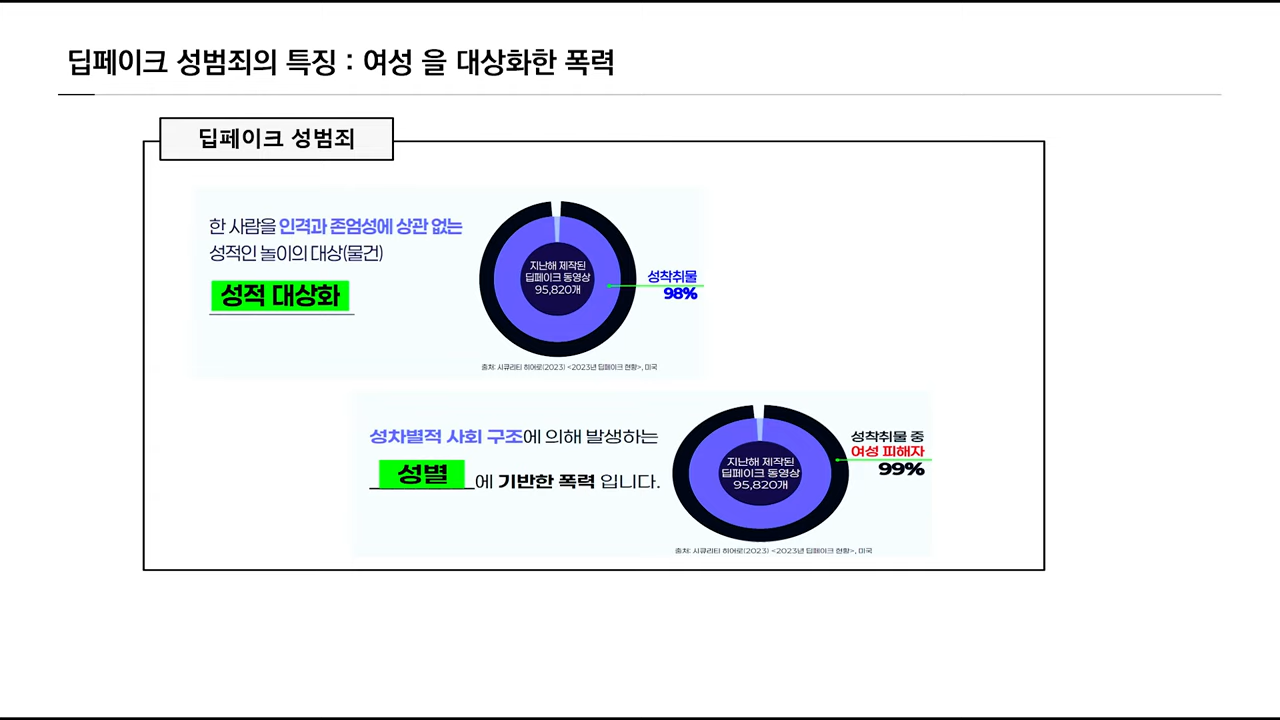 딥페이크 성범죄의 특징 : 여성 을 대상화한 폭력
딥페이크 성범죄
한 사람을 인격과 존엄성에 상관 없는
성적인 놀이의 대상(물건)
성적 대상화
지난해 제작된
딥페이크 동영상
95,820개
성착취물
98%
출처: 시큐리티 히어로(2023) <2023년 딥페이크 현황>, 미국
성차별적 사회 구조에 의해 발생하는
성별에 기반한 폭력 입니다.
지난해 제작된
딥페이크 동영상
95,820개
성착취물 중
여성 피해자
99%
출처: 시큐리티 히어로(2023) <2023년 딥페이크 현황>, 미국